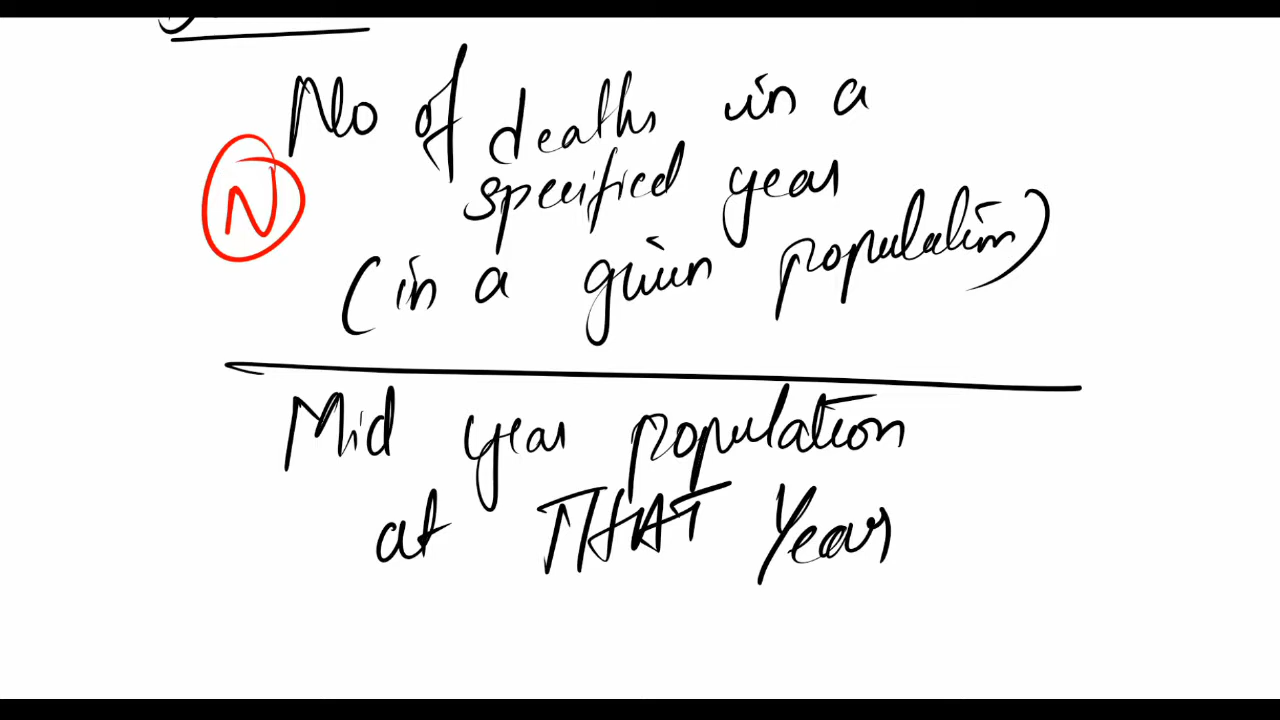 No of deaths in a
specified year
N
(in a given population)
Mid year population
at THAT Year